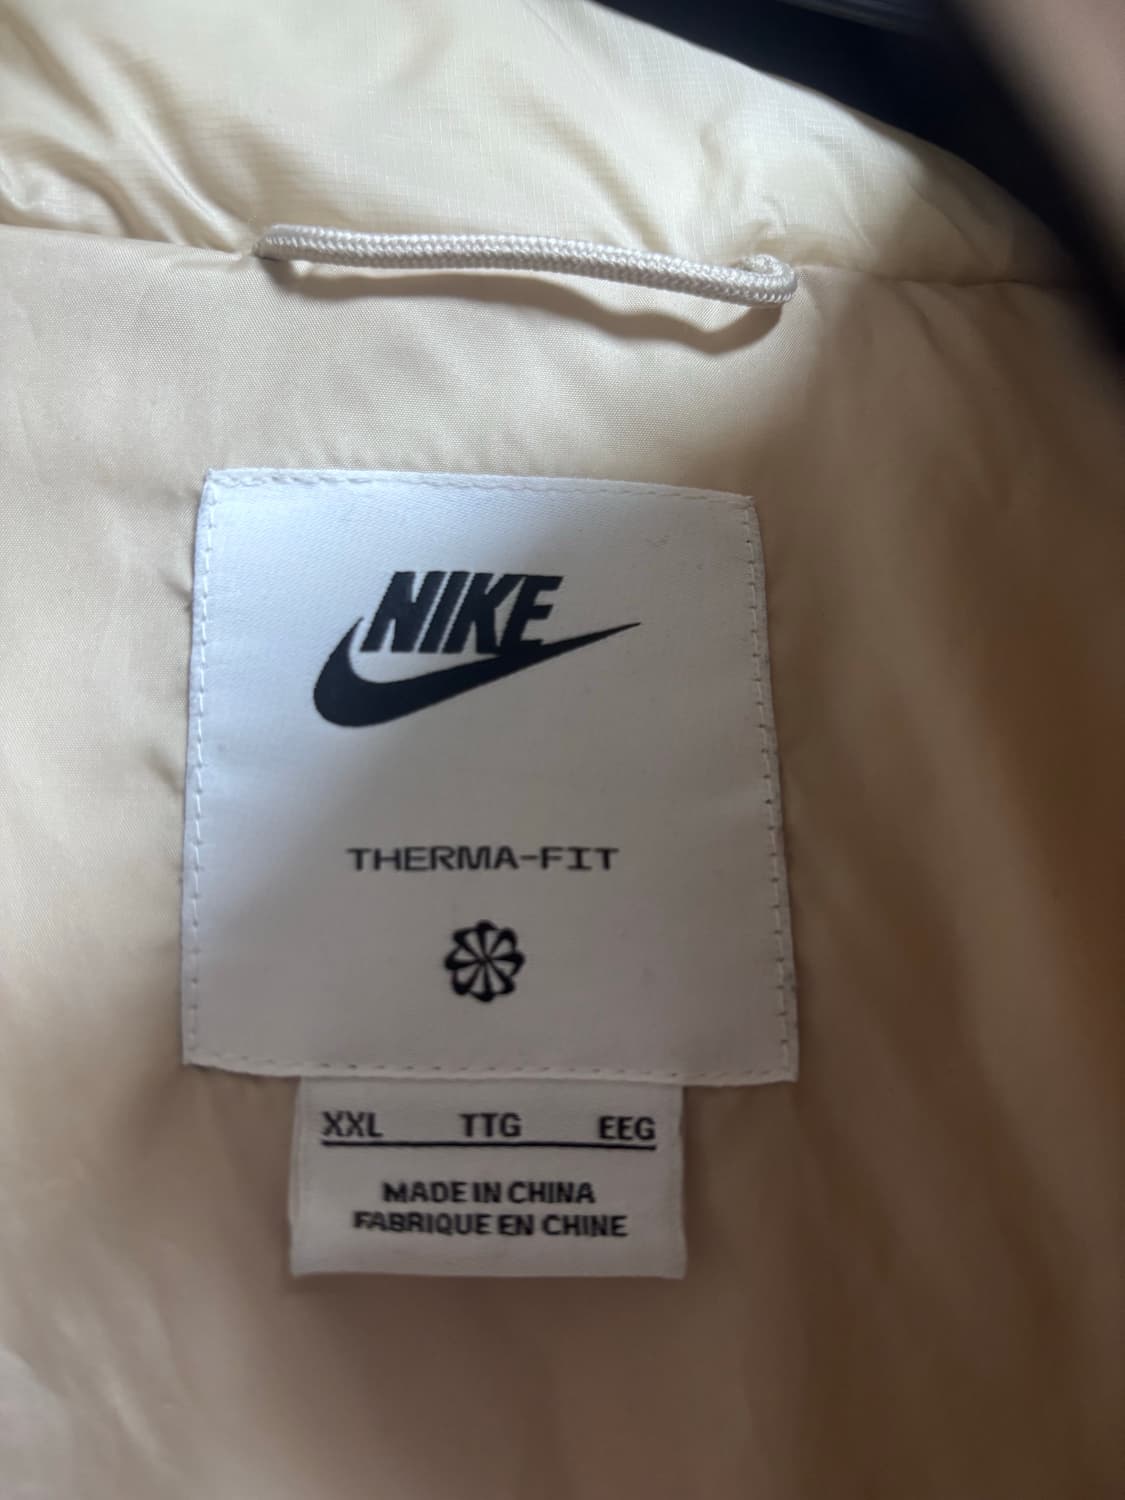 NIKE
THERMA-FIT
XXL TTG EEG
MADE IN CHINA
FABRIQUE EN CHINE